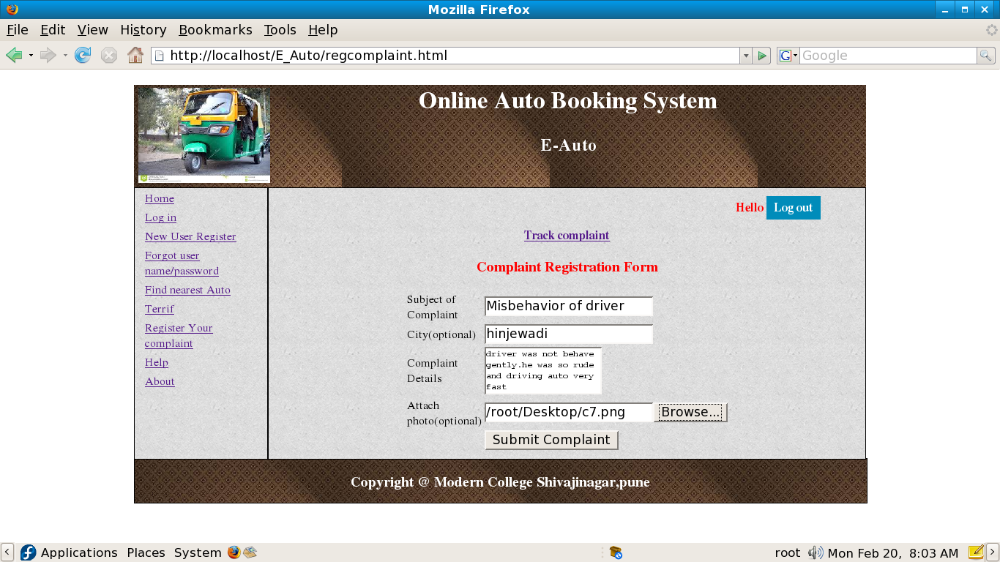 Mozilla Firefox
File Edit View History Bookmarks Tools Help
http://localhost/E_Auto/regcomplaint.html
G Google
Online Auto Booking System
E-Auto
Home
Log in
New User Register
Forgot user
name/password
Find nearest Auto
Terrif
Register Your
complaint
Help
About
Hello Log out
Track complaint
Complaint Registration Form
Subject of
Complaint
Misbehavior of driver
City(optional) hinjewadi
Complaint
Details
driver was not behave
gently.he was so rude
and driving auto very
fast
Attach
photo(optional)
/root/Desktop/c7.png Browse...
Submit Complaint
Copyright @ Modern College Shivajinagar,pune
Applications Places System root Mon Feb 20, 8:03 AM